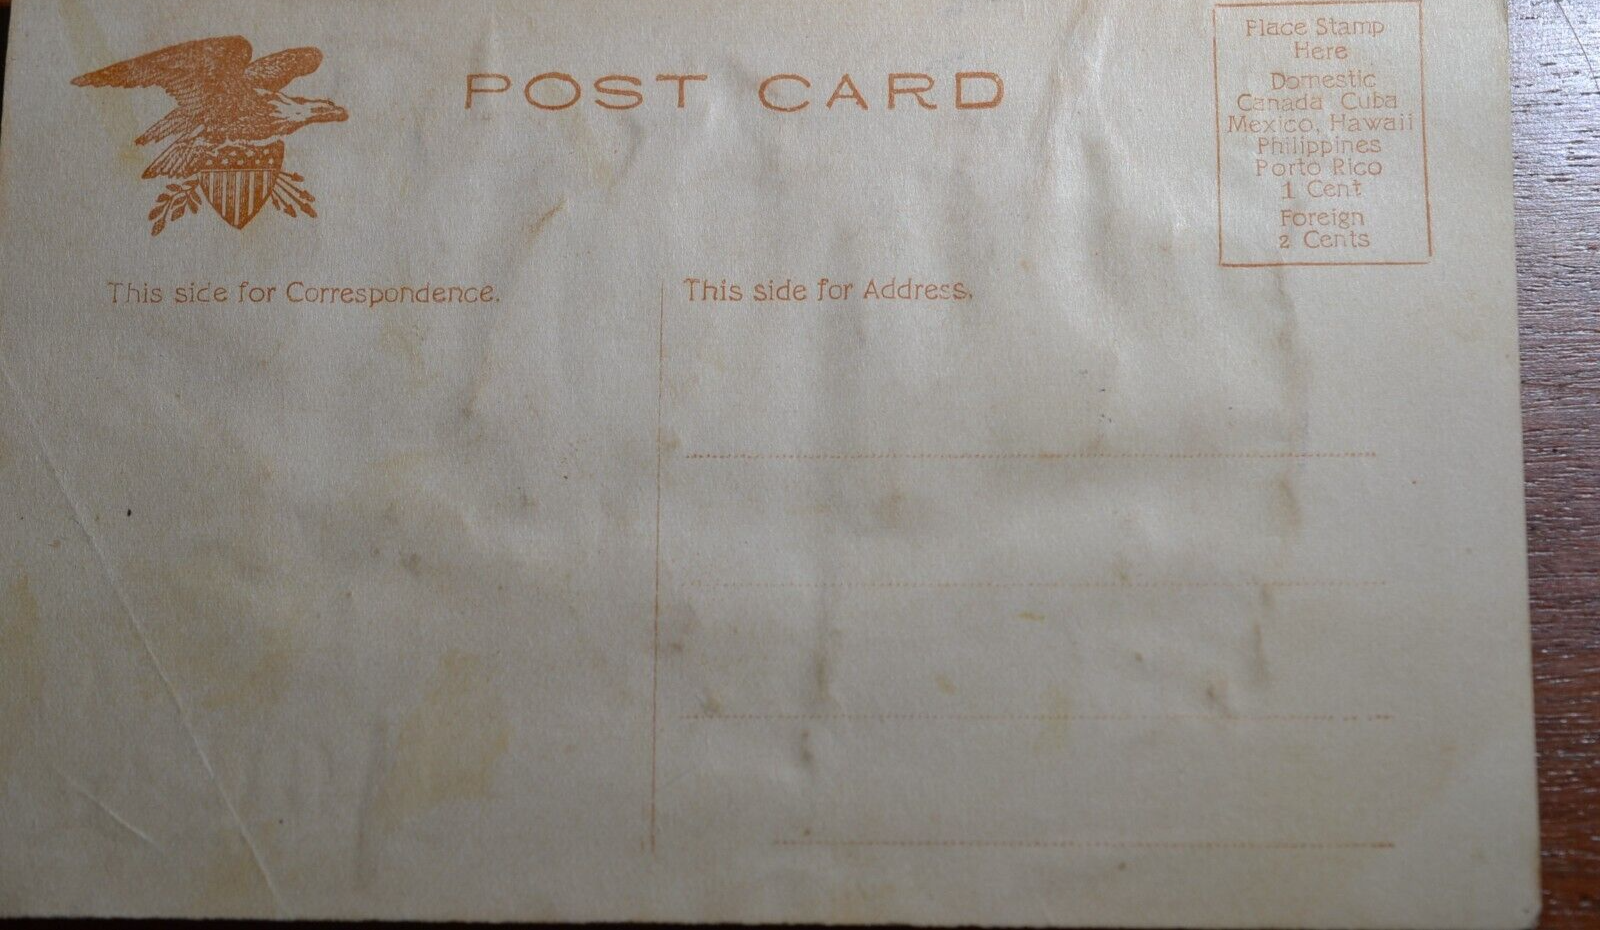 POST CARD
Place Stamp
Here
Domestic
Canada Cuba
Mexico, Hawaii
Philippines
Porto Rico
1 Cent
Foreign
2 Cents
This side for Correspondence.
This side for Address.